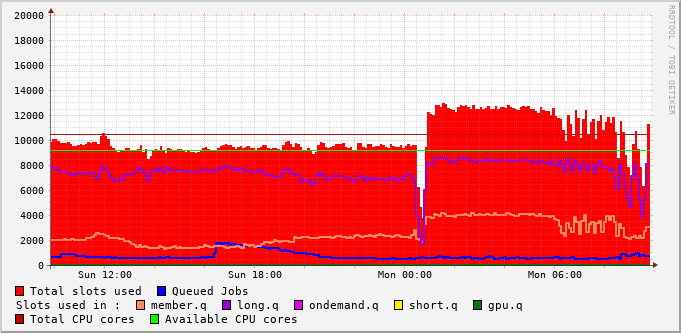 20000
18000
16000
14000
12000
10000
8000
6000
4000
2000
0
Sun 12:00 Sun 18:00 Mon 00:00 Mon 06:00
RRDTOOL / TOBI OETIKER
Total slots used Queued Jobs
Slots used in : member.q long.q ondemand.q short.q gpu.q
Total CPU cores Available CPU cores